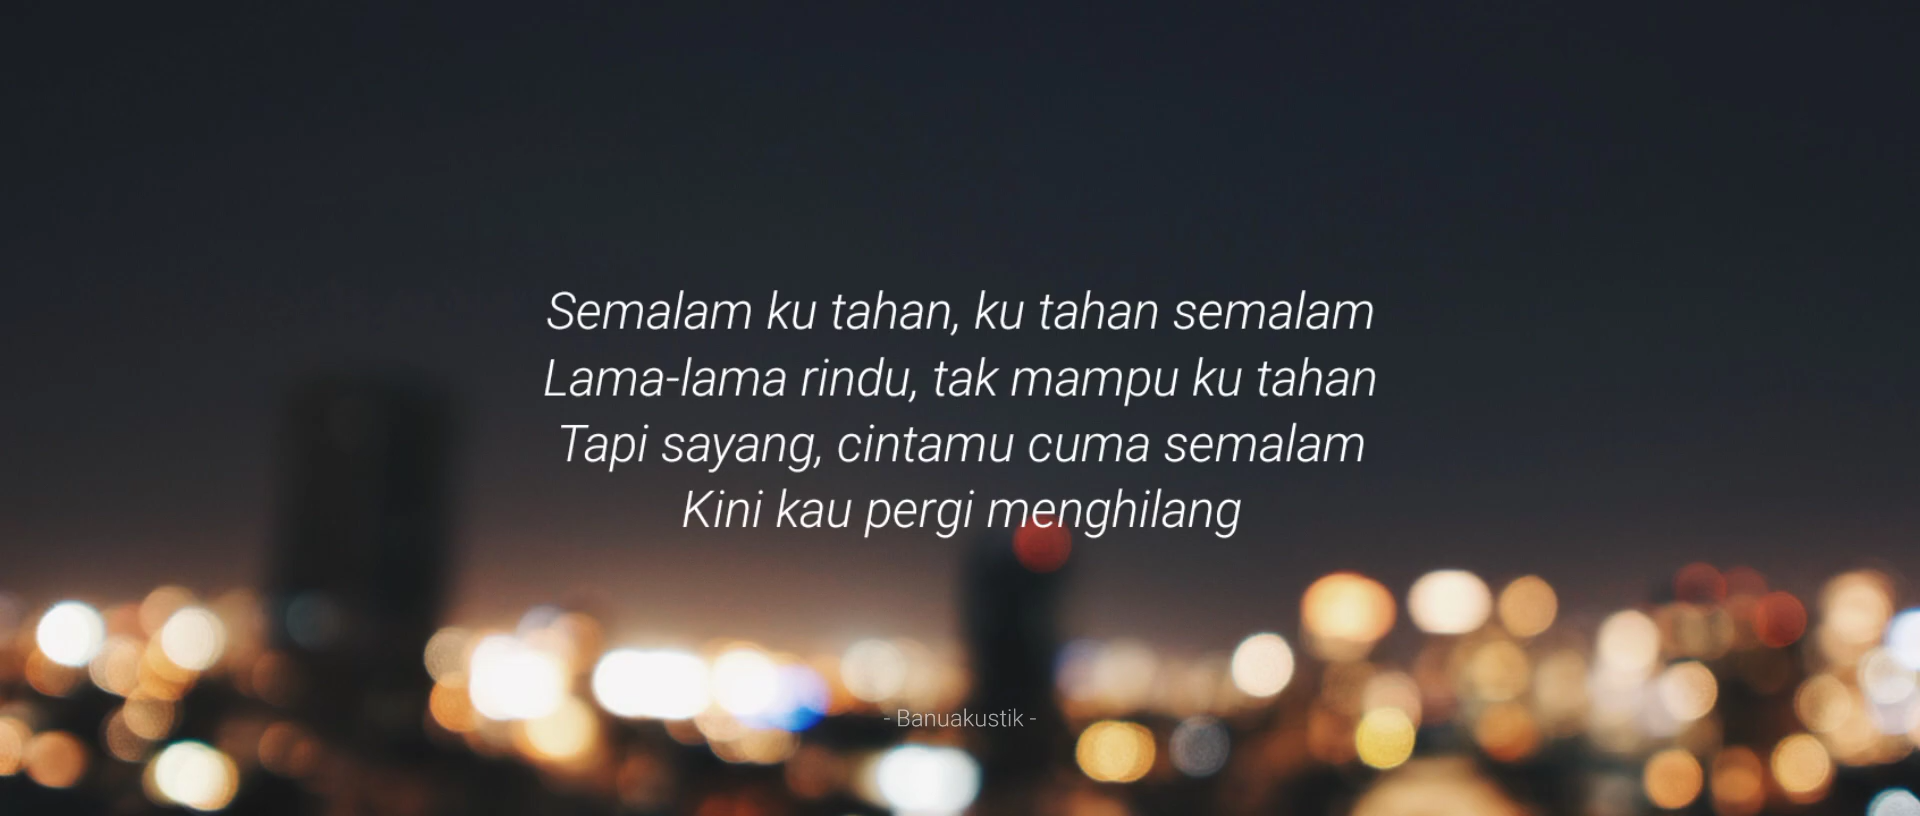 Semalam ku tahan, ku tahan semalam
Lama-lama rindu, tak mampu ku tahan
Tapi sayang, cintamu cuma semalam
Kini kau pergi menghilang
- Banuakustik -